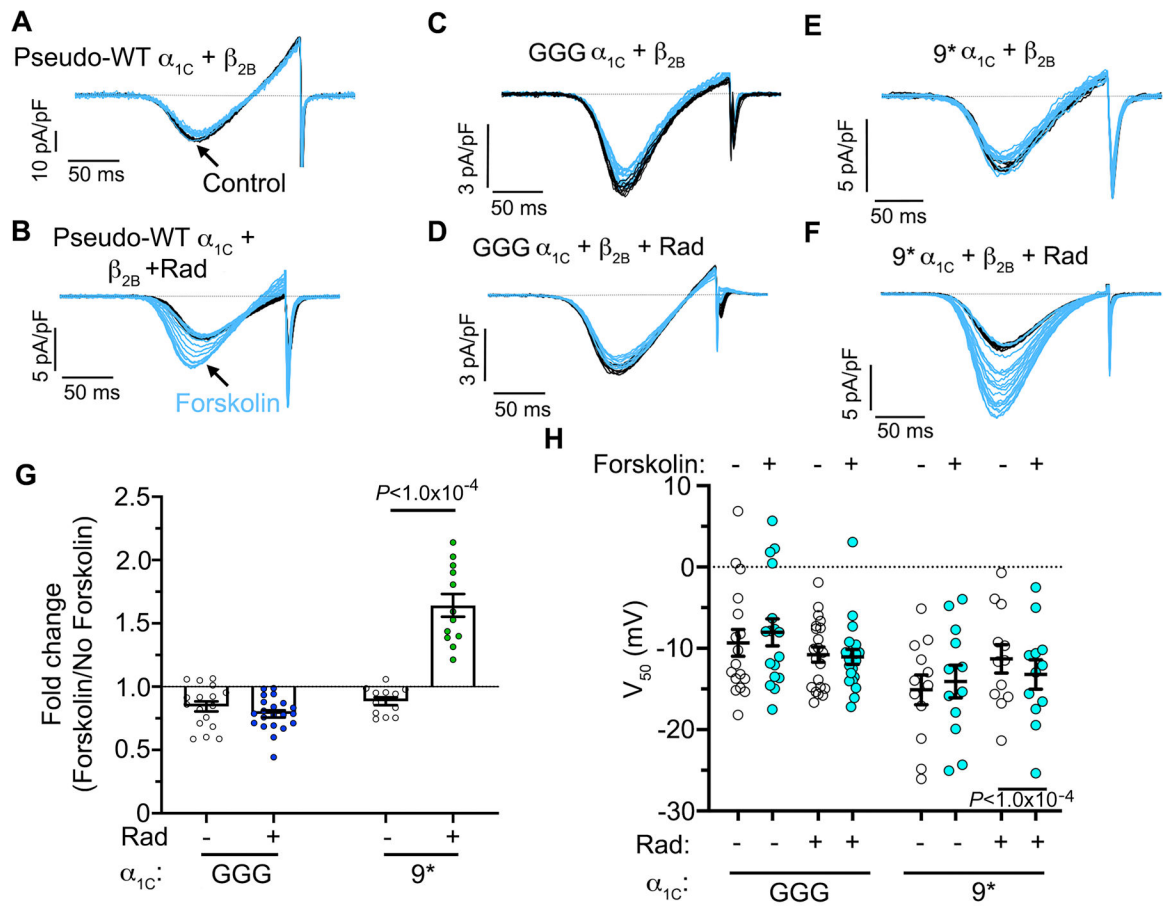 A
Pseudo-WT α1C + β2B
10 pA/pF
50 ms
Control
B
Pseudo-WT α1C +
β2B +Rad
5 pA/pF
50 ms
Forskolin
C
GGG α1C + β2B
3 pA/pF
50 ms
D
GGG α1C + β2B + Rad
3 pA/pF
50 ms
E
9* α1C + β2B
5 pA/pF
50 ms
F
9* α1C + β2B + Rad
5 pA/pF
50 ms
G
Fold change
(Forskolin/No Forskolin)
2.5
2.0
1.5
1.0
0.5
0
P<1.0x10-4
Rad - + - +
α1C: GGG 9*
H
Forskolin: - + - + - + - +
V50 (mV)
10
0
-10
-20
-30
P<1.0x10-4
Rad: - - + + - - + +
α1C: GGG 9*